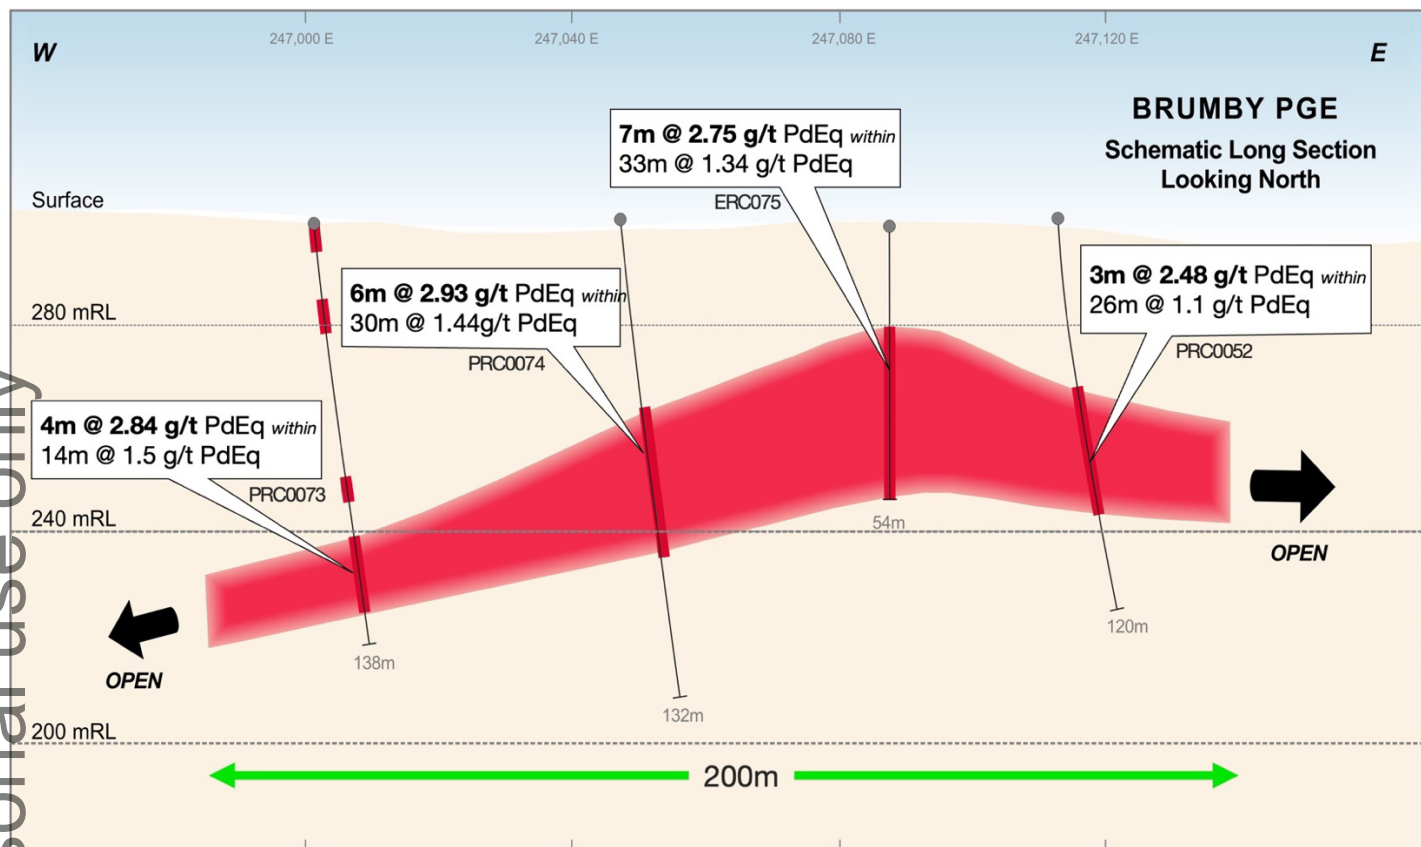 247,000 E
247,040 E
247,080 E
247,120 E
W
E
BRUMBY PGE
Schematic Long Section
Looking North
7m @ 2.75 g/t PdEq within
33m @ 1.34 g/t PdEq
ERC075
Surface
3m @ 2.48 g/t PdEq within
26m @ 1.1 g/t PdEq
PRC0052
6m @ 2.93 g/t PdEq within
30m @ 1.44g/t PdEq
PRC0074
280 mRL
4m @ 2.84 g/t PdEq within
14m @ 1.5 g/t PdEq
PRC0073
240 mRL
54m
OPEN
120m
138m
OPEN
132m
200 mRL
200m
sonal use only